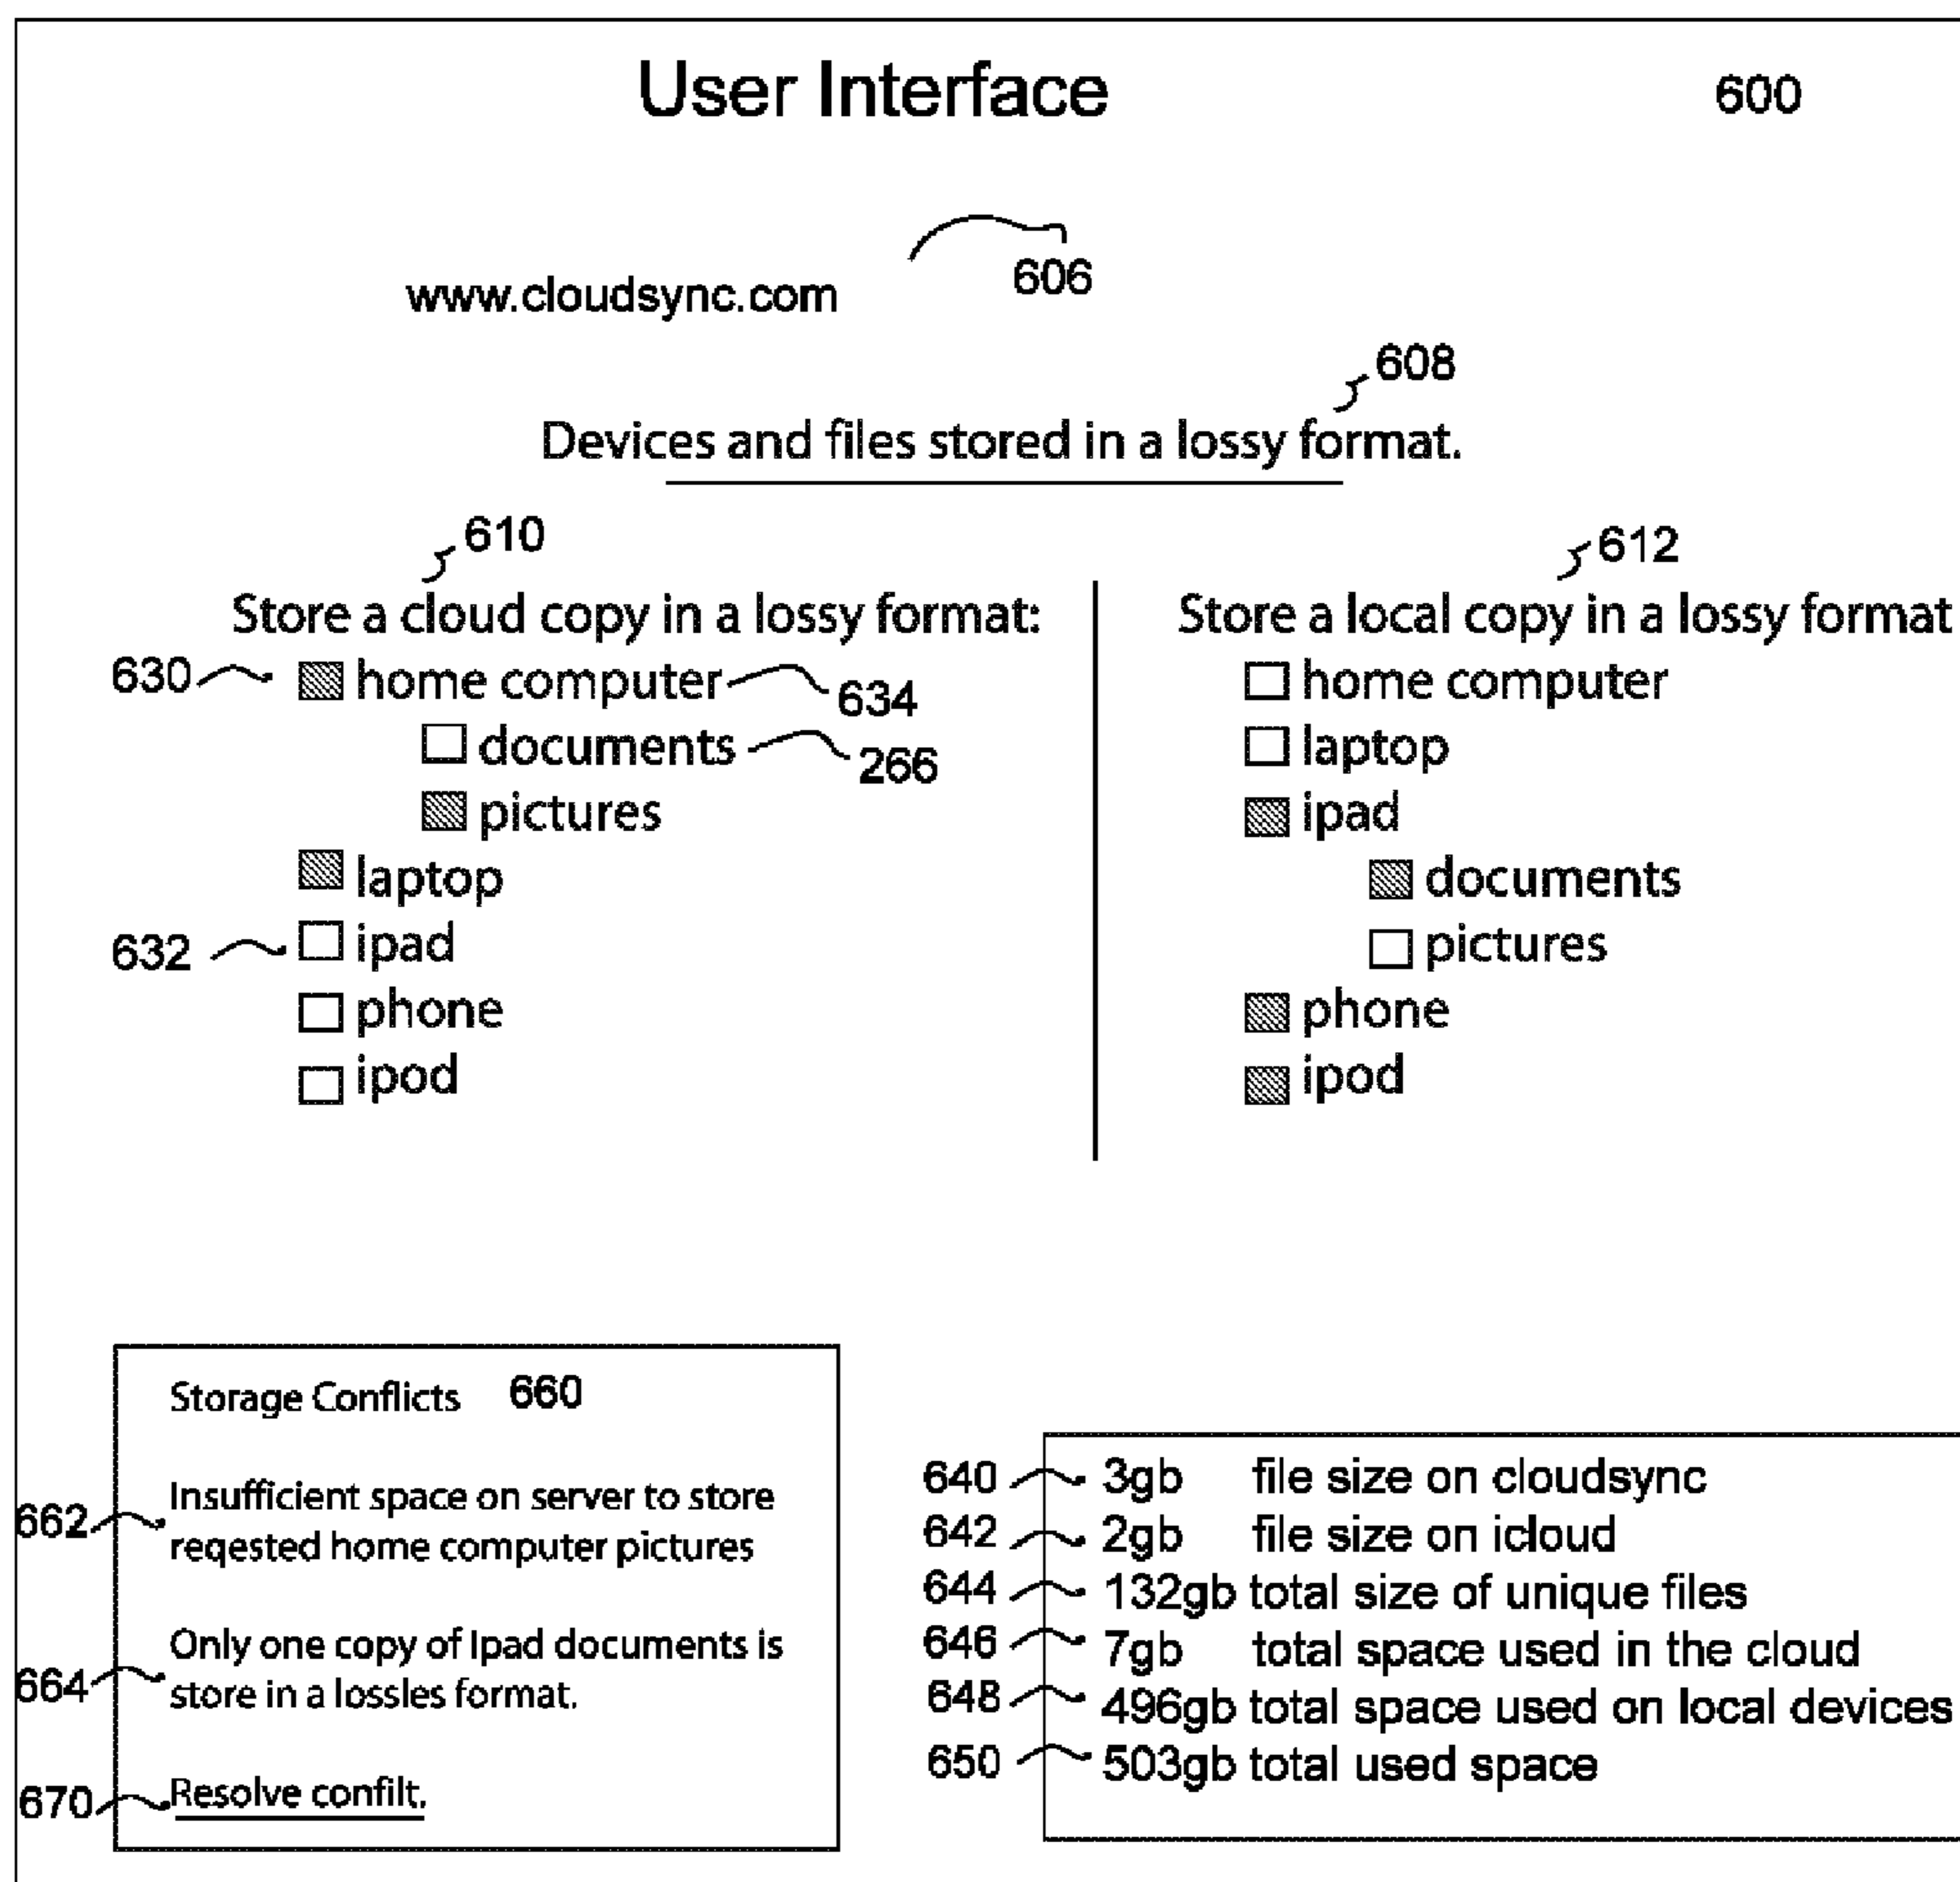 User Interface 600
606
www.cloudsync.com
608
Devices and files stored in a lossy format.
610
Store a cloud copy in a lossy format:
630 home computer 634
documents 266
pictures
laptop
632 ipad
phone
ipod
612
Store a local copy in a lossy format
home computer
laptop
ipad
documents
pictures
phone
ipod
Storage Conflicts 660
662 Insufficient space on server to store
reqested home computer pictures
664 Only one copy of Ipad documents is
store in a lossles format.
670 Resolve confilt.
640 3gb file size on cloudsync
642 2gb file size on icloud
644 132gb total size of unique files
646 7gb total space used in the cloud
648 496gb total space used on local devices
650 503gb total used space